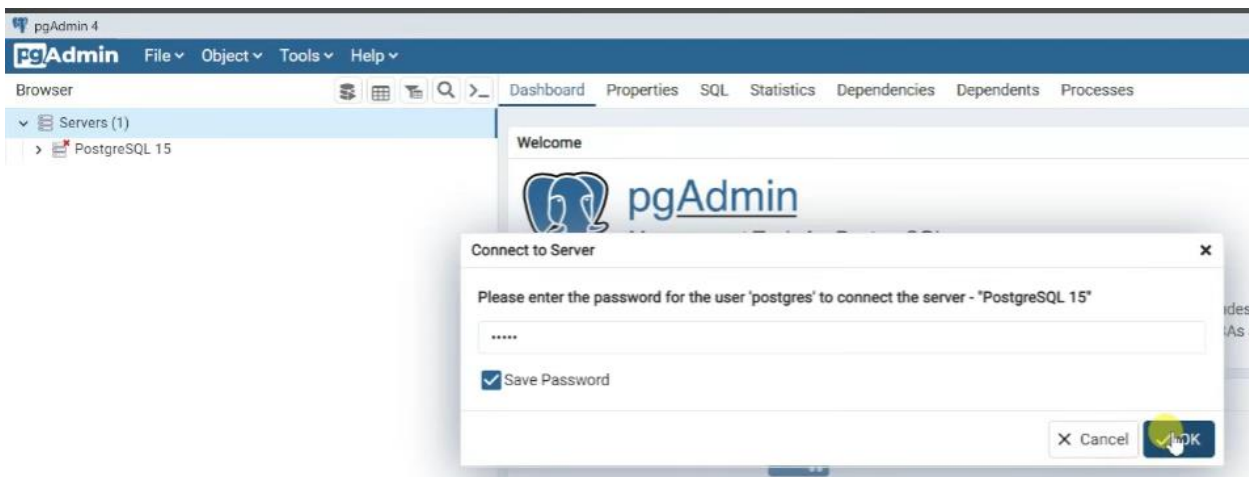 pgAdmin 4
pgAdmin File Object Tools Help
Browser
Dashboard Properties SQL Statistics Dependencies Dependents Processes
Servers (1)
PostgreSQL 15
Welcome
pgAdmin
Connect to Server
Please enter the password for the user 'postgres' to connect the server - "PostgreSQL 15"
•••••
Save Password
Cancel
OK